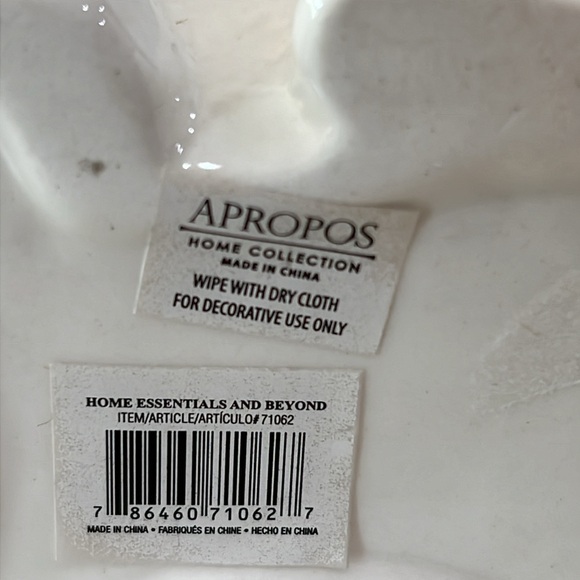 APROPOS
HOME COLLECTION
MADE IN CHINA
WIPE WITH DRY CLOTH
FOR DECORATIVE USE ONLY
HOME ESSENTIALS AND BEYOND
ITEM/ARTICLE/ARTÍCULO# 71062
7 86460 71062 7
MADE IN CHINA • FABRIQUÉS EN CHINE • HECHO EN CHINA